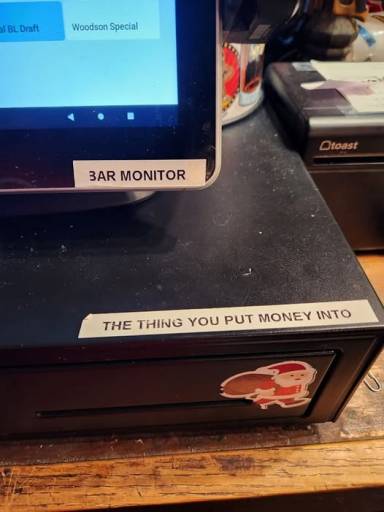 al BL Draft
Woodson Special
BAR MONITOR
toast
THE THING YOU PUT MONEY INTO